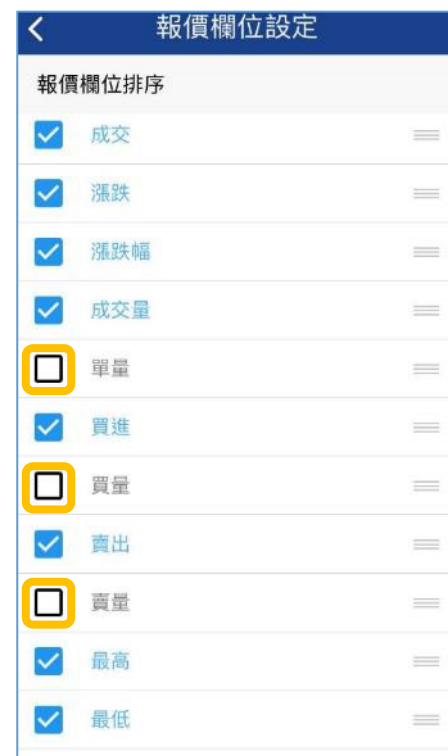 報價欄位設定
報價欄位排序
成交
漲跌
漲跌幅
成交量
單量
買進
買量
賣出
賣量
最高
最低